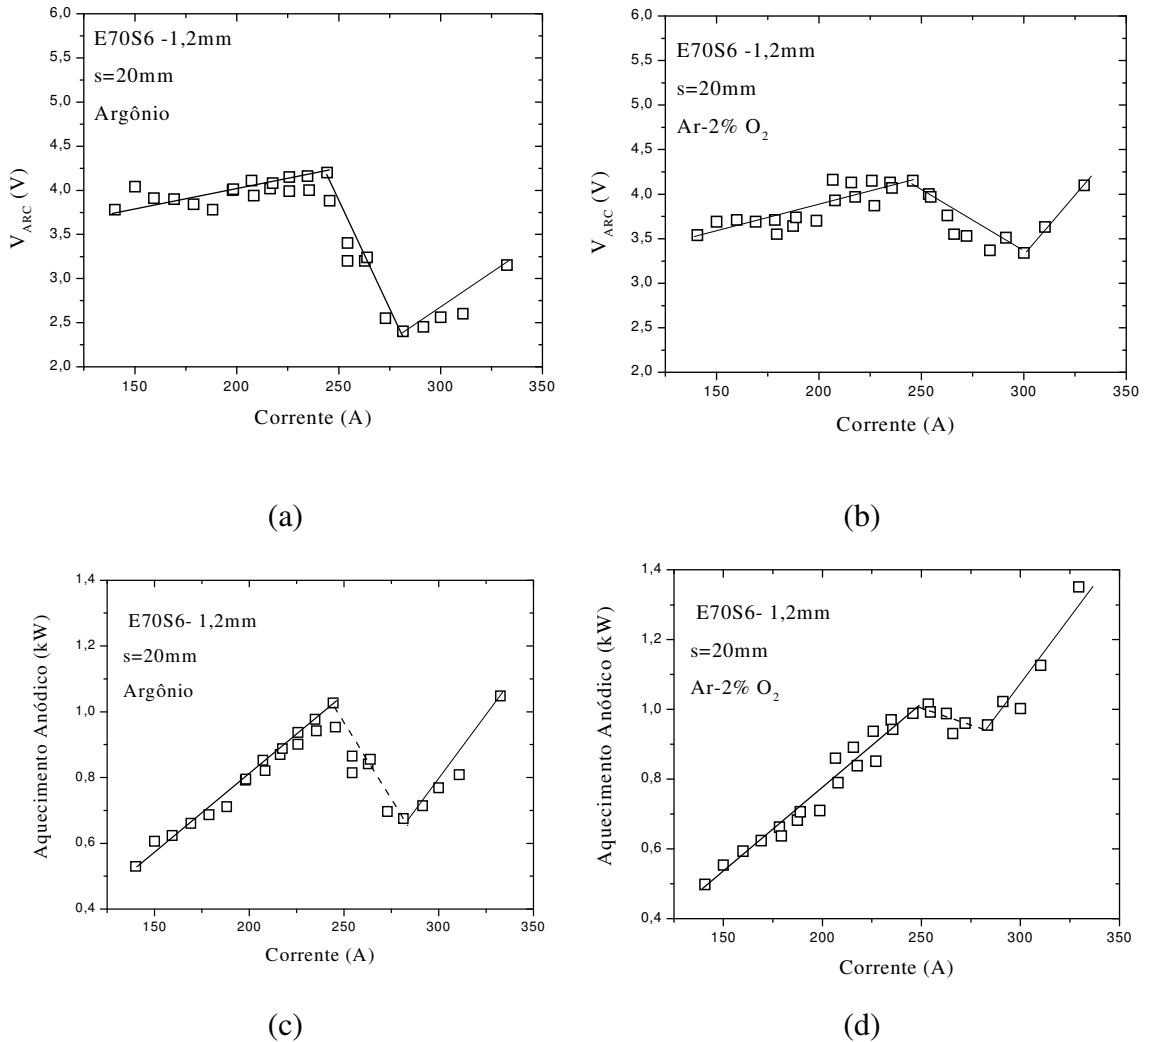 6,0
5,5
5,0
4,5
4,0
3,5
3,0
2,5
2,0
V ARC (V)
E70S6 -1,2mm
s=20mm
Argônio
150 200 250 300 350
Corrente (A)
(a)
6,0
5,5
5,0
4,5
4,0
3,5
3,0
2,5
2,0
V ARC (V)
E70S6 -1,2mm
s=20mm
Ar-2% O2
150 200 250 300 350
Corrente (A)
(b)
1,4
1,2
1,0
0,8
0,6
0,4
Aquecimento Anódico (kW)
E70S6- 1,2mm
s=20mm
Argônio
150 200 250 300 350
Corrente (A)
(c)
1,4
1,2
1,0
0,8
0,6
0,4
Aquecimento Anódico (kW)
E70S6- 1,2mm
s=20mm
Ar-2% O2
150 200 250 300 350
Corrente (A)
(d)